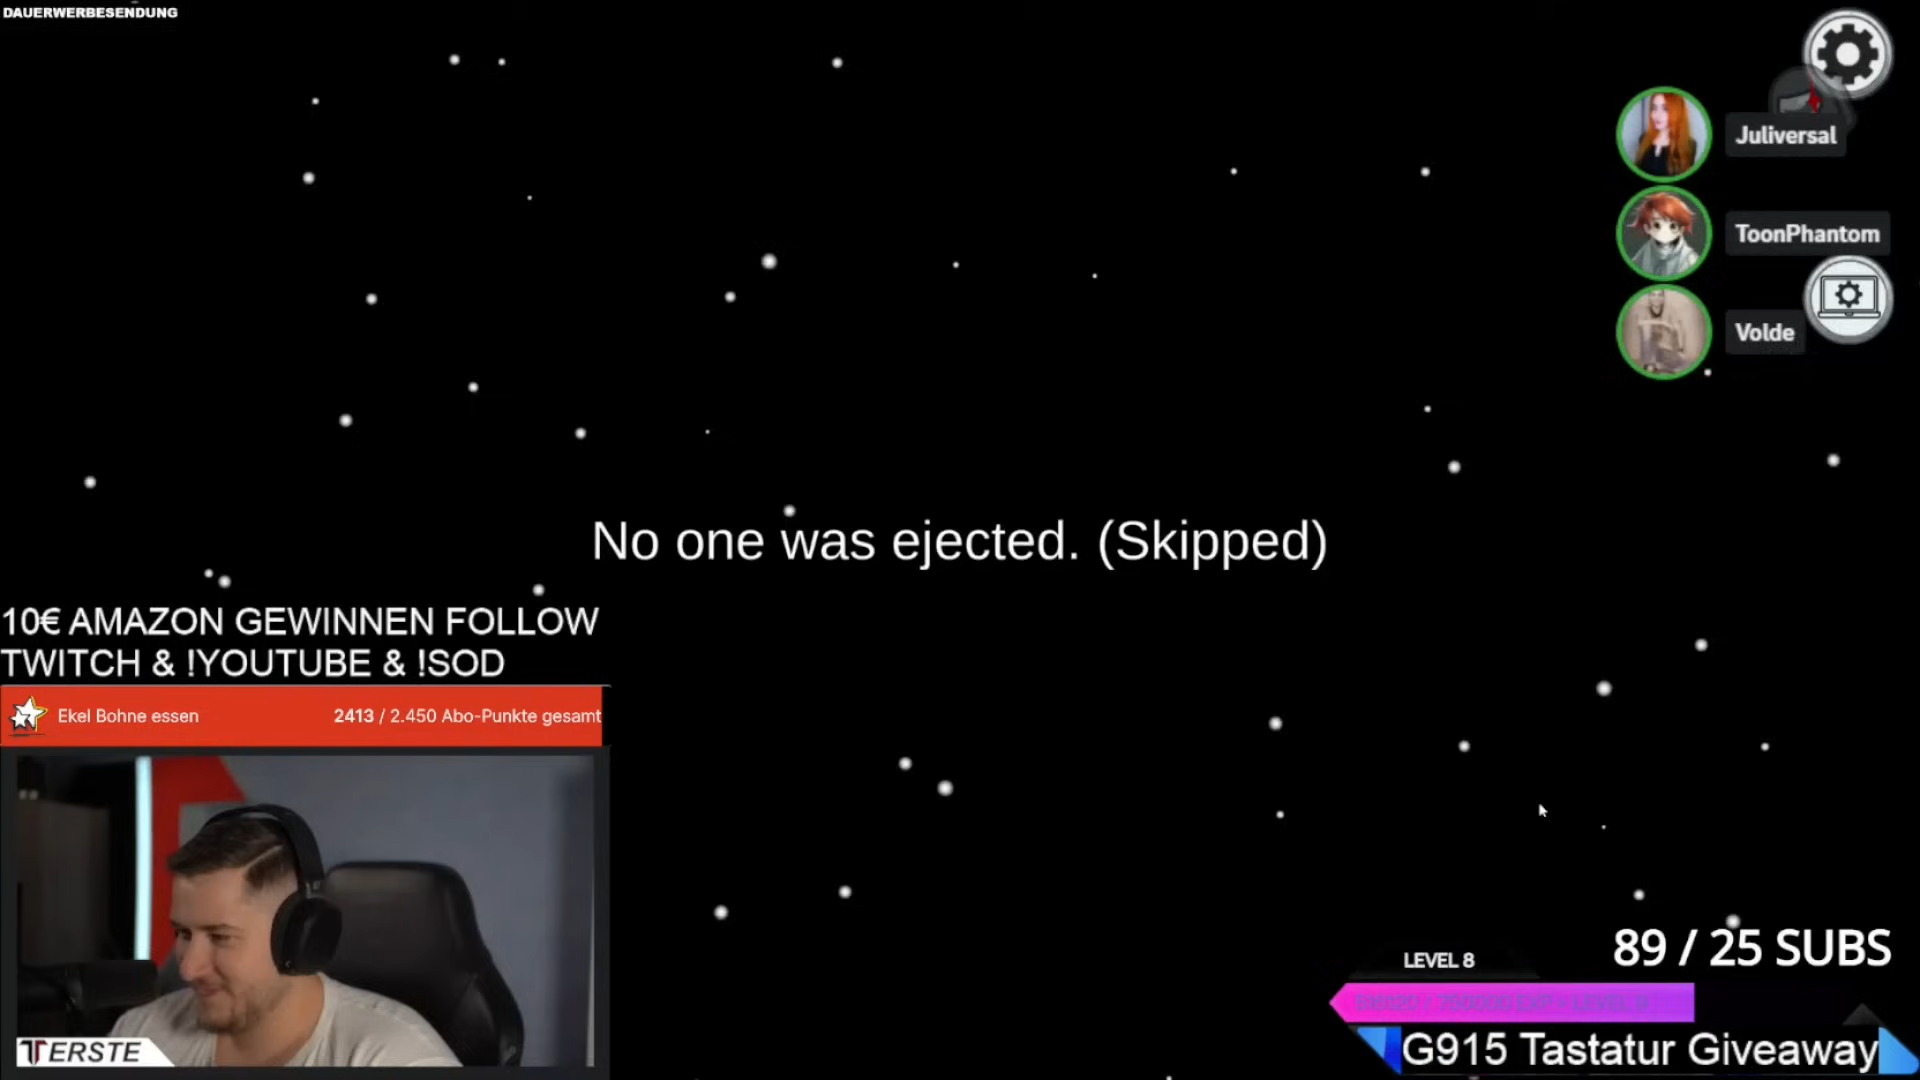 DAUERWERBESENDUNG
Juliversal
ToonPhantom
Volde
No one was ejected. (Skipped)
10€ AMAZON GEWINNEN FOLLOW
TWITCH & !YOUTUBE & !SOD
Ekel Bohne essen 2413 / 2.450 Abo-Punkte gesamt
TERSTE
89 / 25 SUBS
LEVEL 8
G915 Tastatur Giveaway